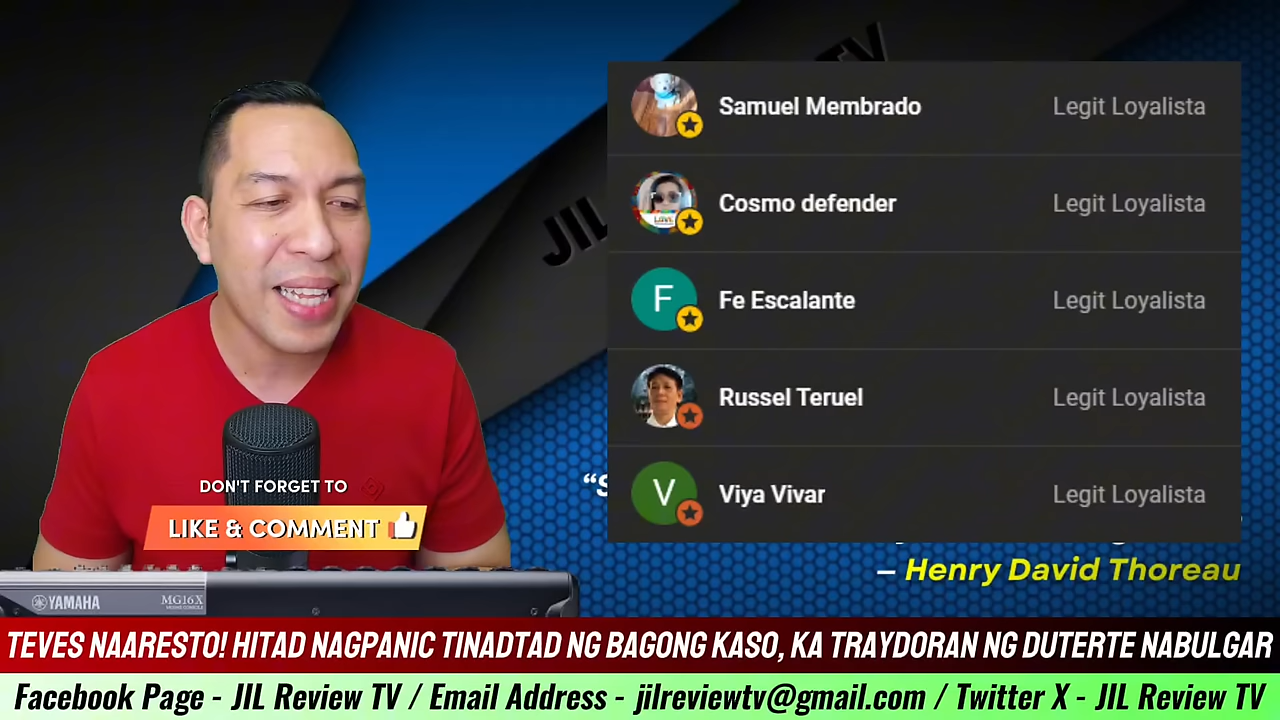 TV
JIL
Samuel Membrado Legit Loyalista
Cosmo defender Legit Loyalista
F Fe Escalante Legit Loyalista
Russel Teruel Legit Loyalista
V Viya Vivar Legit Loyalista
“S
– Henry David Thoreau
DON'T FORGET TO
LIKE & COMMENT
YAMAHA MG16X
TEVES NAARESTO! HITAD NAGPANIC TINADTAD NG BAGONG KASO, KA TRAYDORAN NG DUTERTE NABULGAR
Facebook Page - JIL Review TV / Email Address - jilreviewtv@gmail.com / Twitter X - JIL Review TV